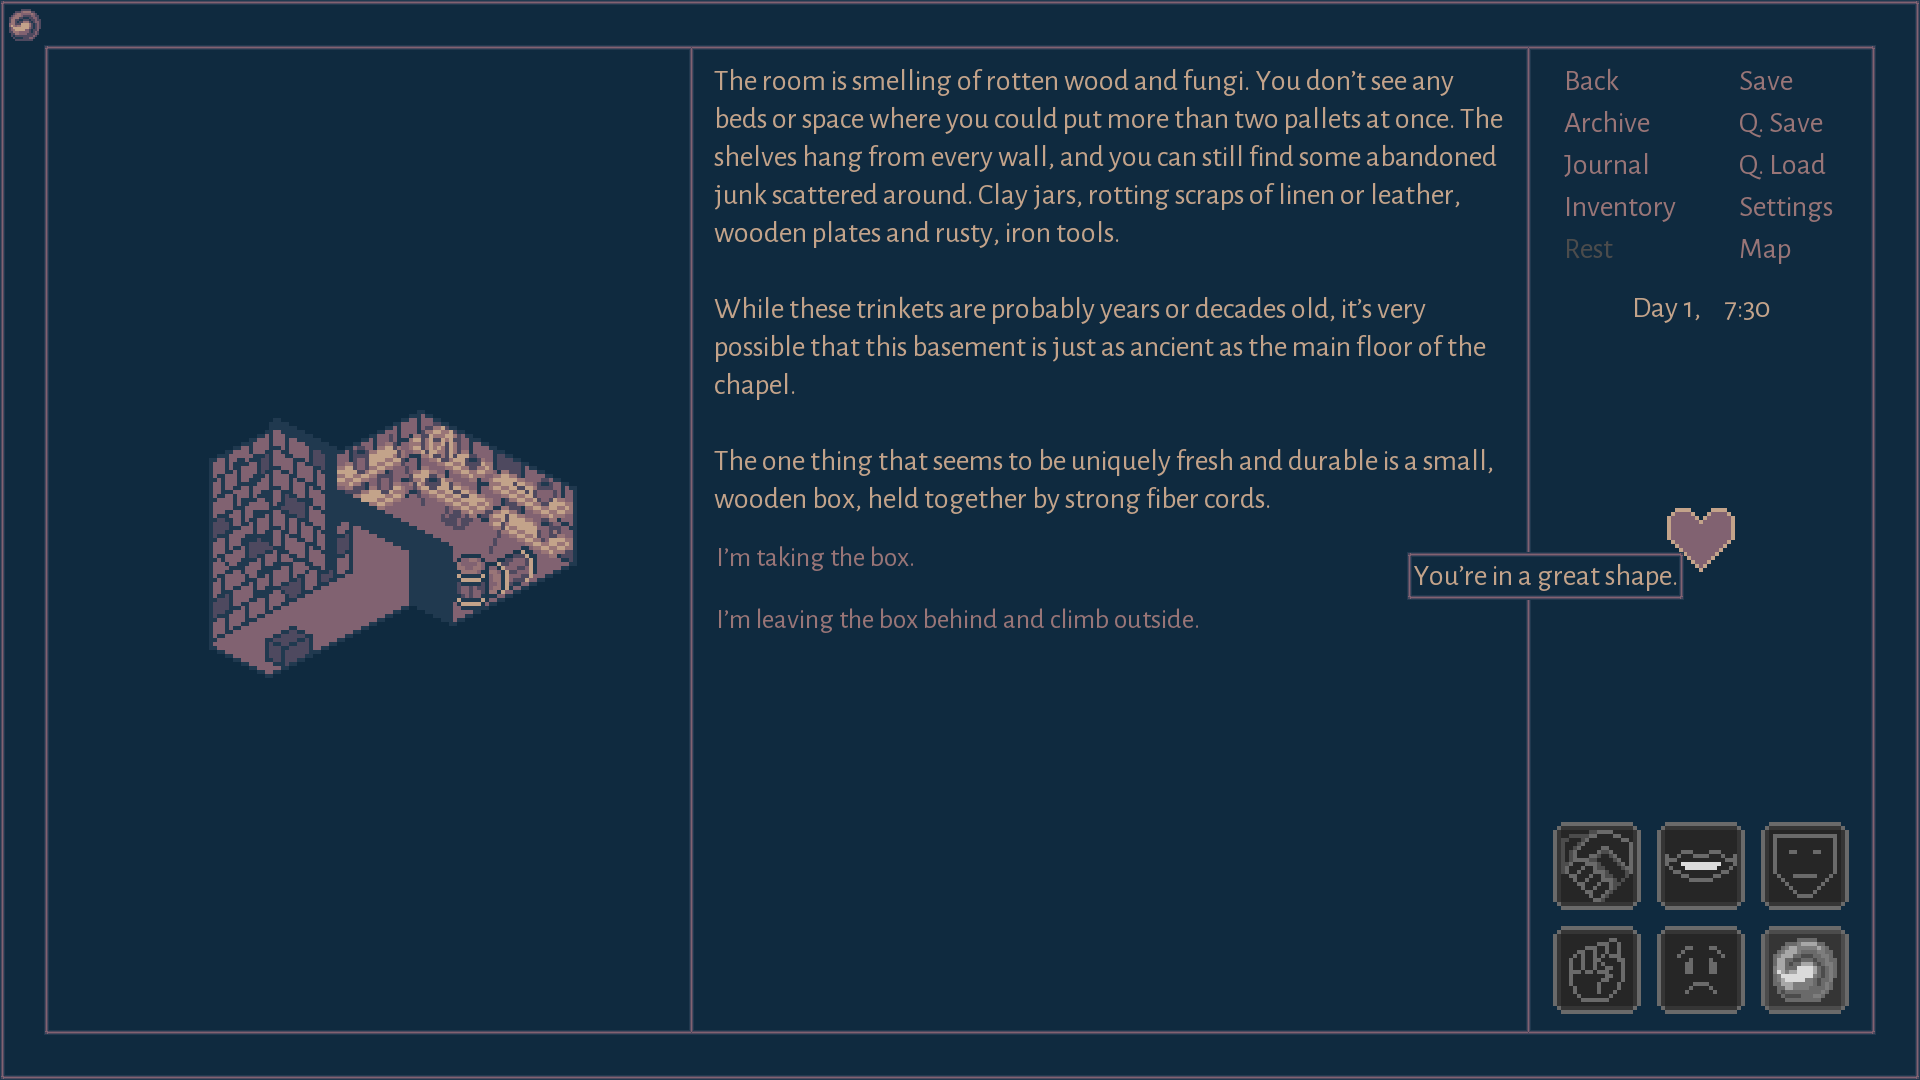 The room is smelling of rotten wood and fungi. You don’t see any
beds or space where you could put more than two pallets at once. The
shelves hang from every wall, and you can still find some abandoned
junk scattered around. Clay jars, rotting scraps of linen or leather,
wooden plates and rusty, iron tools.
While these trinkets are probably years or decades old, it’s very
possible that this basement is just as ancient as the main floor of the
chapel.
The one thing that seems to be uniquely fresh and durable is a small,
wooden box, held together by strong fiber cords.
I’m taking the box.
I’m leaving the box behind and climb outside.
Back Save
Archive Q. Save
Journal Q. Load
Inventory Settings
Rest Map
Day 1, 7:30
You’re in a great shape.